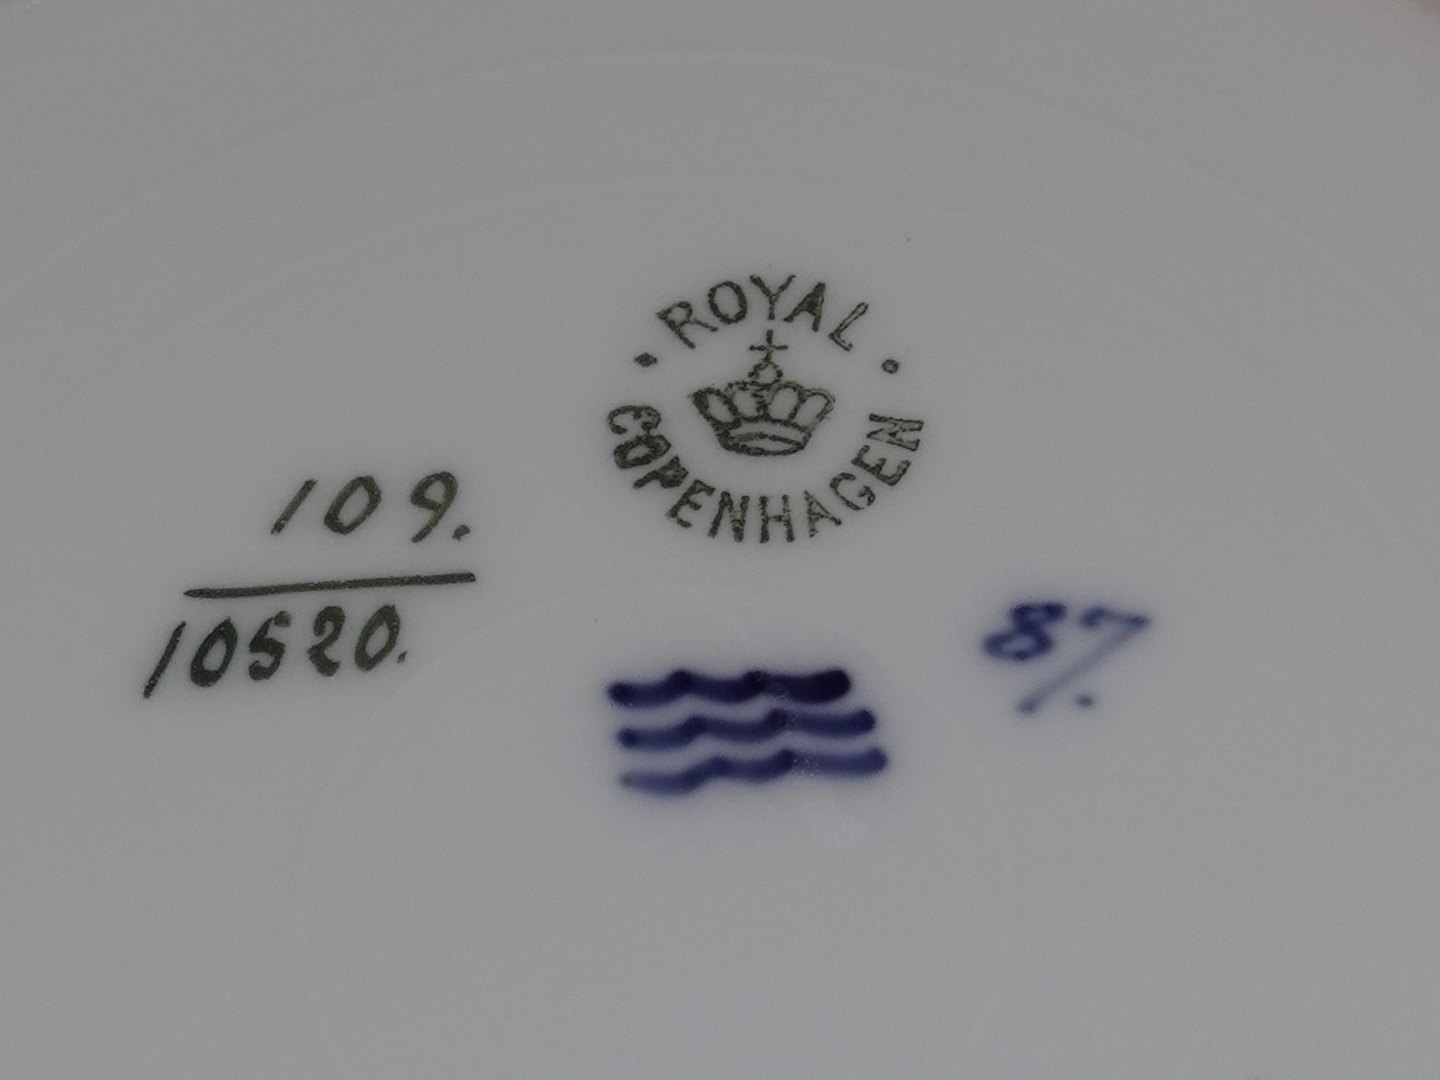 ROYAL
COPENHAGEN
109.
10520.
87.